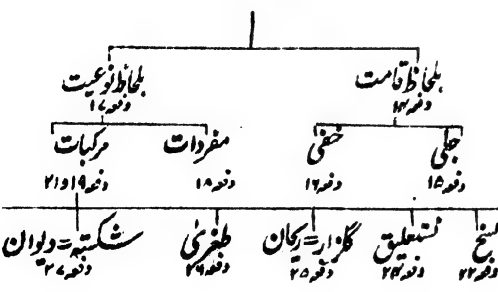 بلحاظ قامت بلحاظ نوعیت
دفعہ ۱۴ دفعہ ۱۷
جلی خفی مفردات مرکبات
دفعہ ۱۵ دفعہ ۱۶ دفعہ ۱۸ دفعہ ۱۹ و ۲۱
نسخ نستعلیق گلزار=ریحان طغریٰ شکستہ=دیوان
دفعہ ۲۲ دفعہ ۲۴ دفعہ ۲۵ دفعہ ۲۶ دفعہ ۲۷